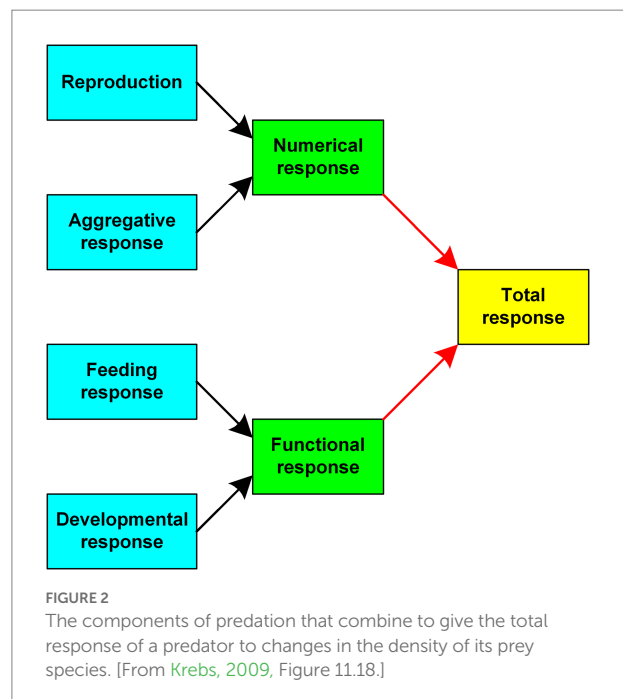 Reproduction
Numerical
response
Aggregative
response
Total
response
Feeding
response
Functional
response
Developmental
response
FIGURE 2
The components of predation that combine to give the total
response of a predator to changes in the density of its prey
species. [From Krebs, 2009, Figure 11.18.]